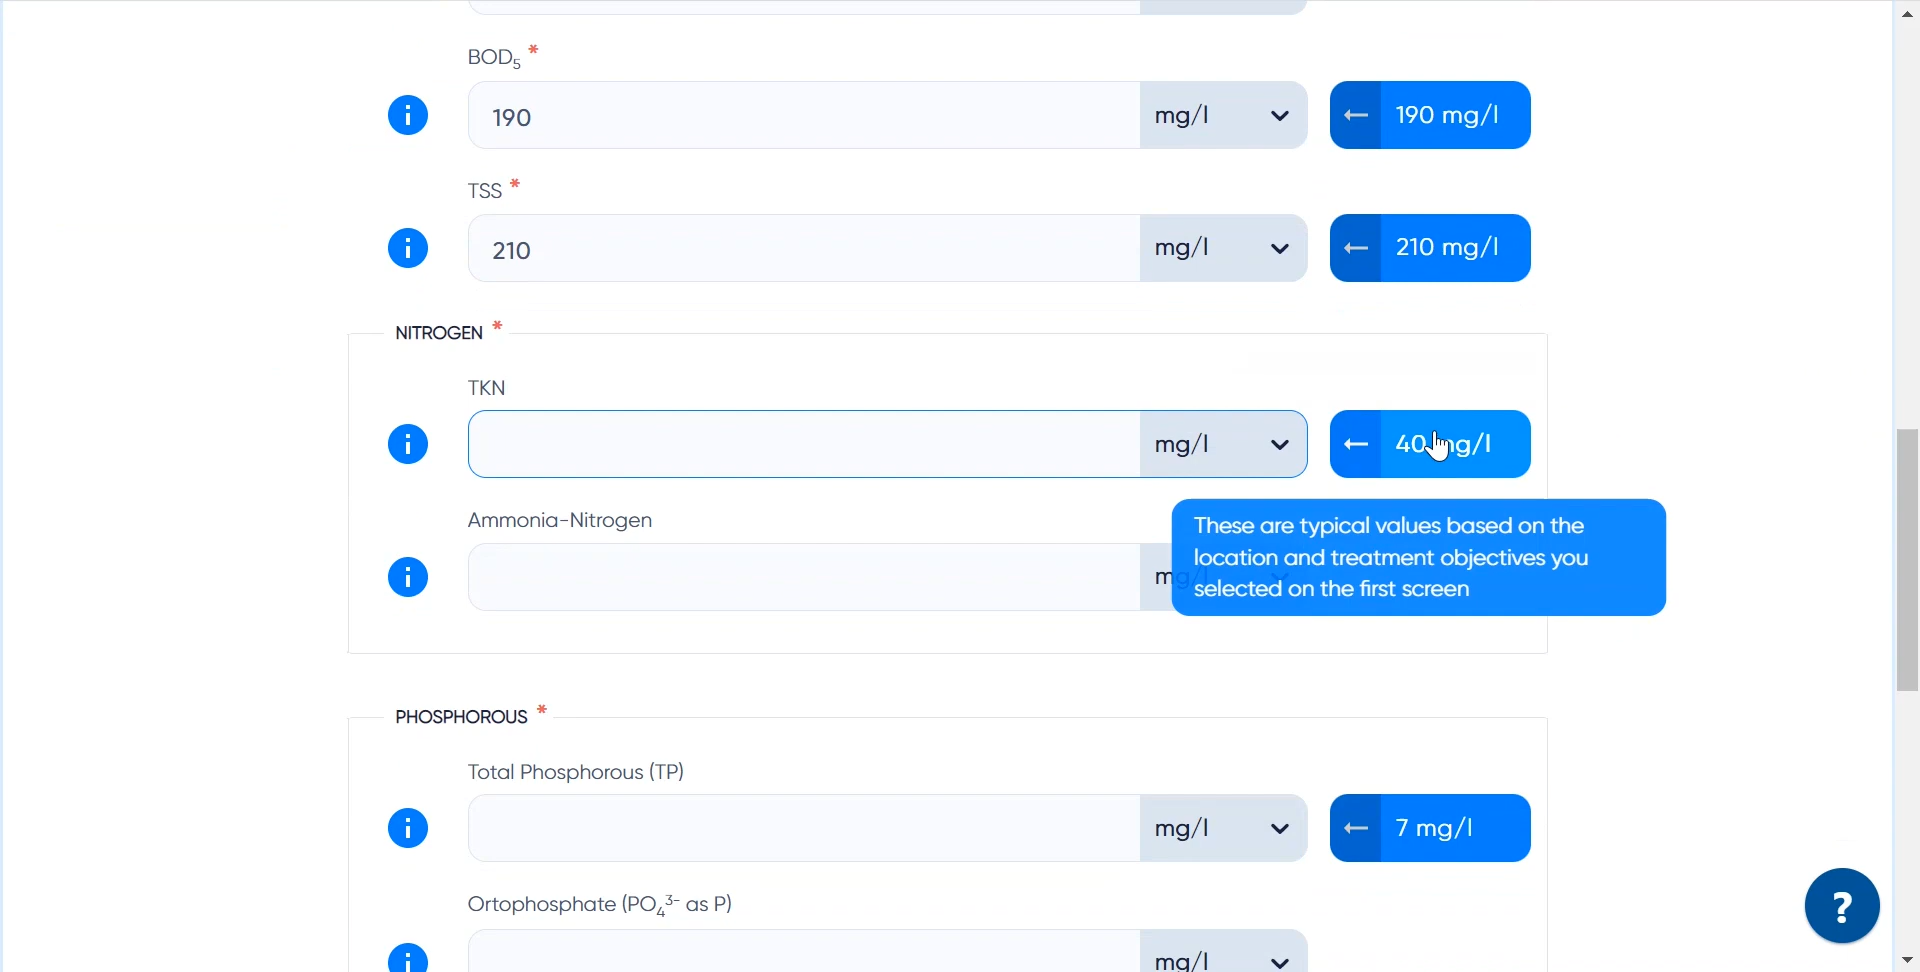 BOD₅ *
190 mg/l 190 mg/l
TSS *
210 mg/l 210 mg/l
NITROGEN *
TKN
mg/l 40 mg/l
Ammonia-Nitrogen
These are typical values based on the
location and treatment objectives you
selected on the first screen
mg/l
PHOSPHOROUS *
Total Phosphorous (TP)
mg/l 7 mg/l
Ortophosphate (PO₄³⁻ as P)
mg/l
?